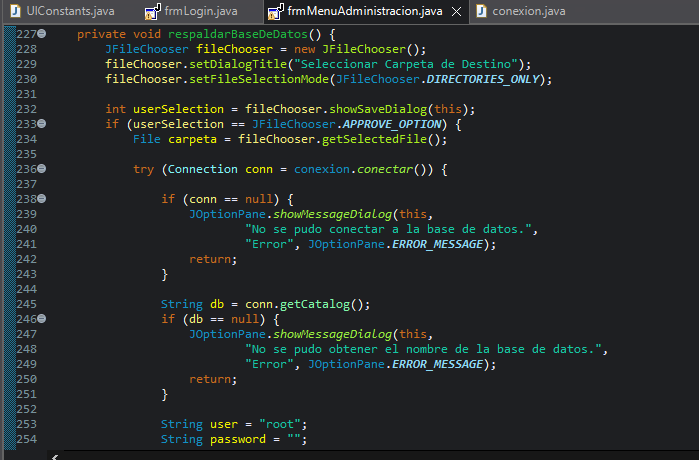 UIConstants.java frmLogin.java frmMenuAdministracion.java conexion.java
227 private void respaldarBaseDeDatos() {
228 JFileChooser fileChooser = new JFileChooser();
229 fileChooser.setDialogTitle("Seleccionar Carpeta de Destino");
230 fileChooser.setFileSelectionMode(JFileChooser.DIRECTORIES_ONLY);
231
232 int userSelection = fileChooser.showSaveDialog(this);
233 if (userSelection == JFileChooser.APPROVE_OPTION) {
234 File carpeta = fileChooser.getSelectedFile();
235
236 try (Connection conn = conexion.conectar()) {
237
238 if (conn == null) {
239 JOptionPane.showMessageDialog(this,
240 "No se pudo conectar a la base de datos.",
241 "Error", JOptionPane.ERROR_MESSAGE);
242 return;
243 }
244
245 String db = conn.getCatalog();
246 if (db == null) {
247 JOptionPane.showMessageDialog(this,
248 "No se pudo obtener el nombre de la base de datos.",
249 "Error", JOptionPane.ERROR_MESSAGE);
250 return;
251 }
252
253 String user = "root";
254 String password = "";